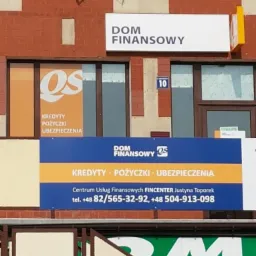 DOM
FINANSOWY
QS
KREDYTY
POŻYCZKI
UBEZPIECZENIA
10
DOM
FINANSOWY QS
KREDYTY - POŻYCZKI - UBEZPIECZENIA
Centrum Usług Finansowych FINCENTER Justyna Toporek
tel. +48 82/565-32-92, +48 504-913-098